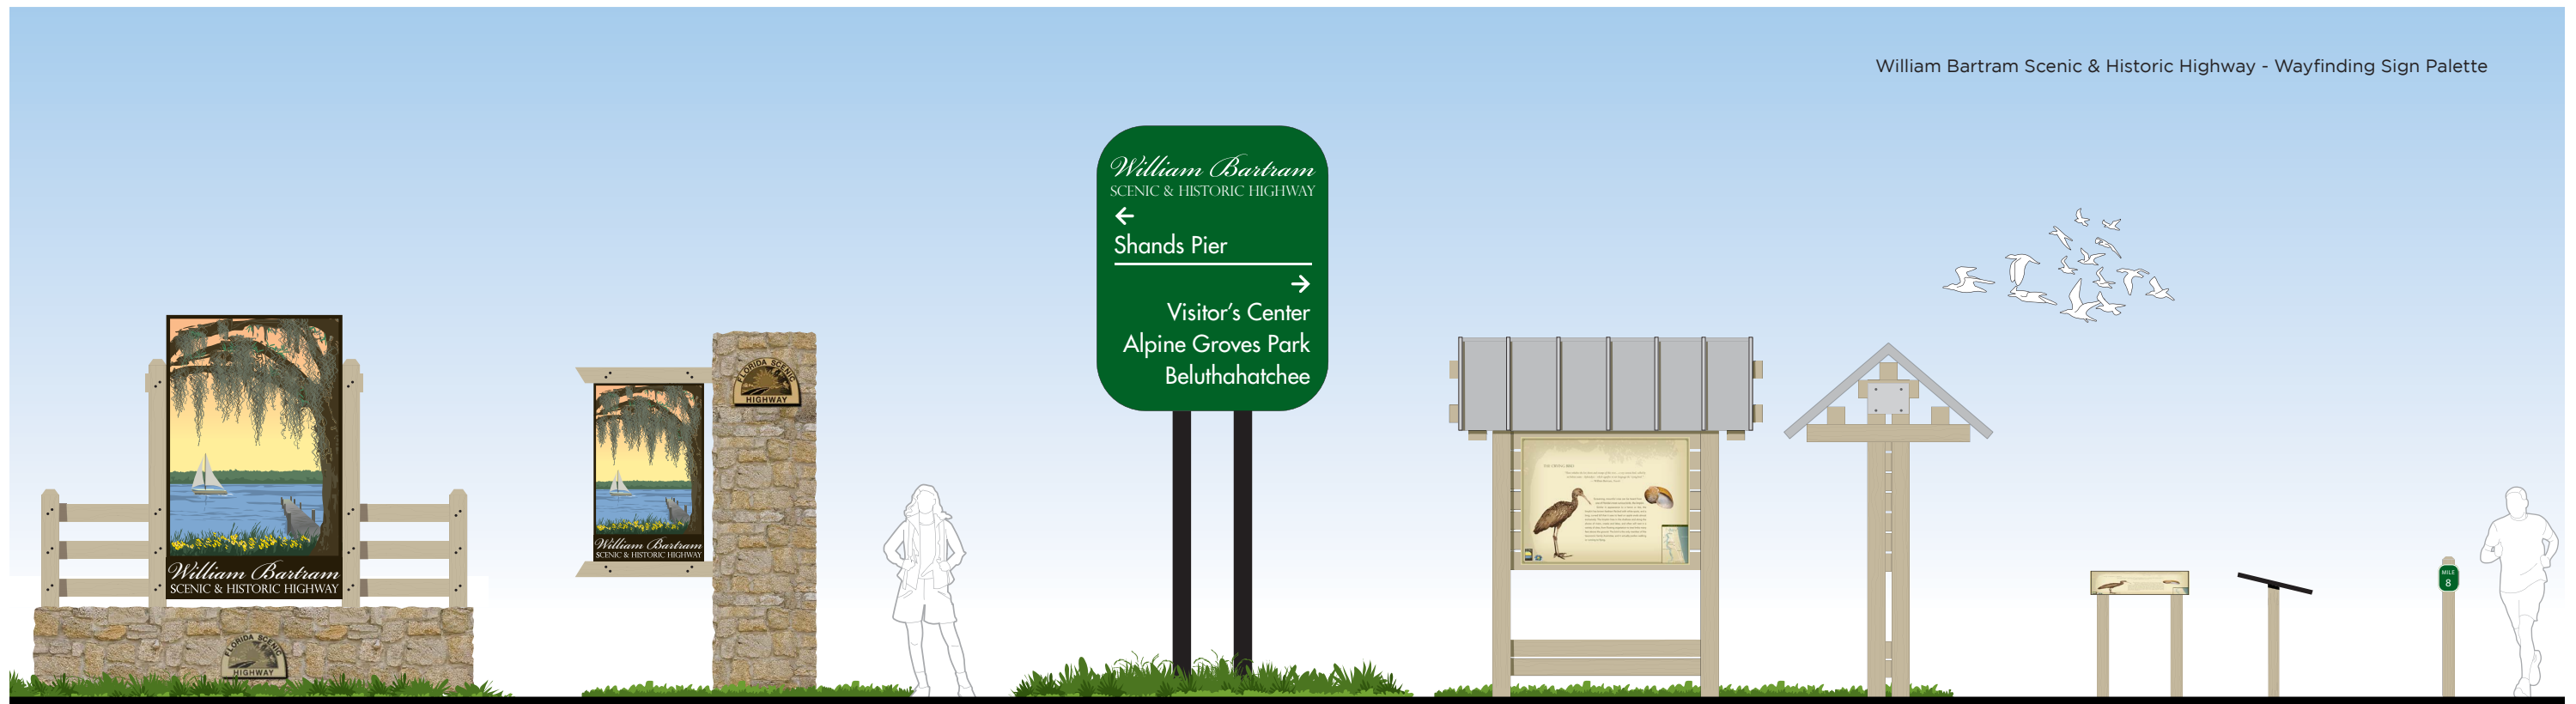 William Bartram Scenic & Historic Highway - Wayfinding Sign Palette
William Bartram
SCENIC & HISTORIC HIGHWAY
FLORIDA SCENIC
HIGHWAY
William Bartram
SCENIC & HISTORIC HIGHWAY
FLORIDA SCENIC
HIGHWAY
William Bartram
SCENIC & HISTORIC HIGHWAY
←
Shands Pier
→
Visitor’s Center
Alpine Groves Park
Beluthahatchee
MILE
8